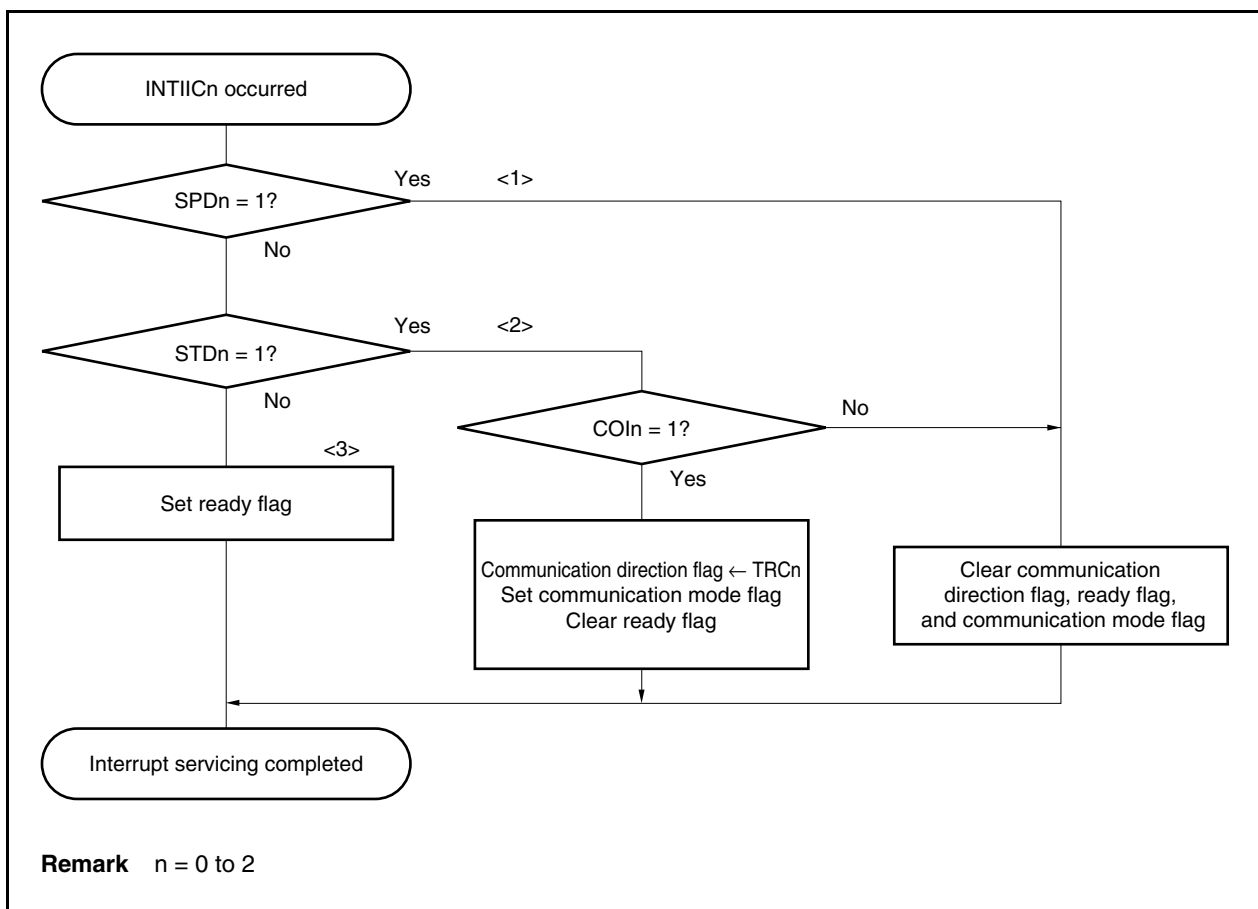 INTIICn occurred
SPDn = 1?
Yes
<1>
No
STDn = 1?
Yes
<2>
No
COIn = 1?
No
Yes
<3>
Set ready flag
Communication direction flag ← TRCn
Set communication mode flag
Clear ready flag
Clear communication
direction flag, ready flag,
and communication mode flag
Interrupt servicing completed
Remark n = 0 to 2